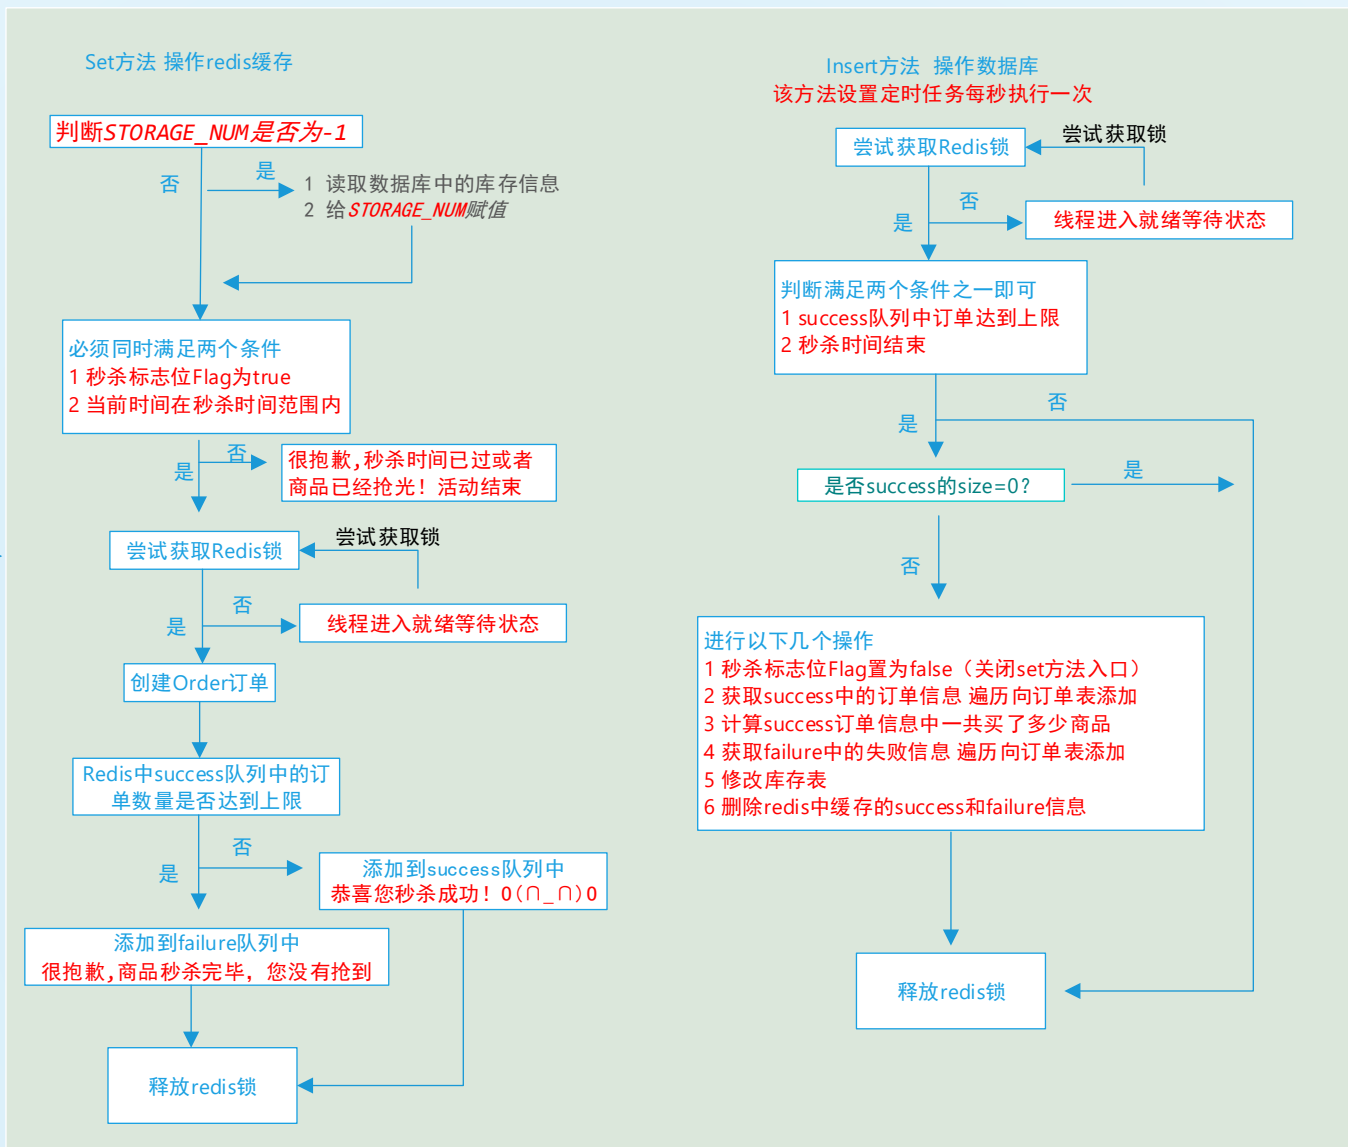 Set方法 操作redis缓存
判断STORAGE_NUM是否为-1
否
是
1 读取数据库中的库存信息
2 给STORAGE_NUM赋值
必须同时满足两个条件
1 秒杀标志位Flag为true
2 当前时间在秒杀时间范围内
否
是
很抱歉,秒杀时间已过或者
商品已经抢光！活动结束
尝试获取Redis锁
尝试获取锁
否
是
线程进入就绪等待状态
创建Order订单
Redis中success队列中的订
单数量是否达到上限
否
是
添加到success队列中
恭喜您秒杀成功！O(∩_∩)O
添加到failure队列中
很抱歉,商品秒杀完毕，您没有抢到
释放redis锁
Insert方法 操作数据库
该方法设置定时任务每秒执行一次
尝试获取Redis锁
尝试获取锁
否
是
线程进入就绪等待状态
判断满足两个条件之一即可
1 success队列中订单达到上限
2 秒杀时间结束
否
是
是否success的size=0？
是
否
进行以下几个操作
1 秒杀标志位Flag置为false（关闭set方法入口）
2 获取success中的订单信息 遍历向订单表添加
3 计算success订单信息中一共买了多少商品
4 获取failure中的失败信息 遍历向订单表添加
5 修改库存表
6 删除redis中缓存的success和failure信息
释放redis锁